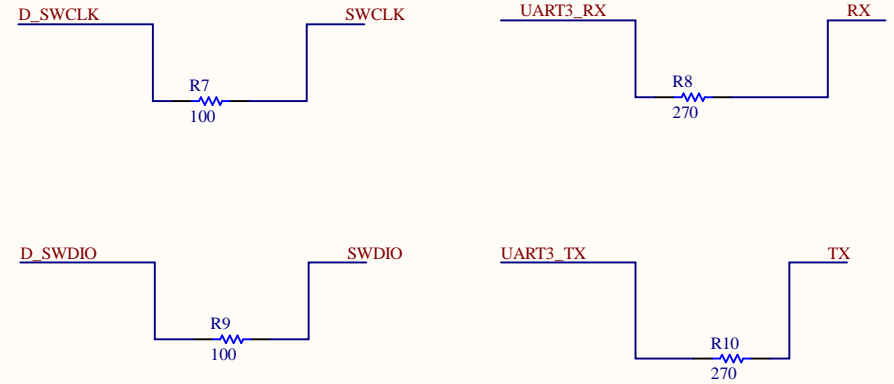 D_SWCLK SWCLK
R7
100
UART3_RX RX
R8
270
D_SWDIO SWDIO
R9
100
UART3_TX TX
R10
270